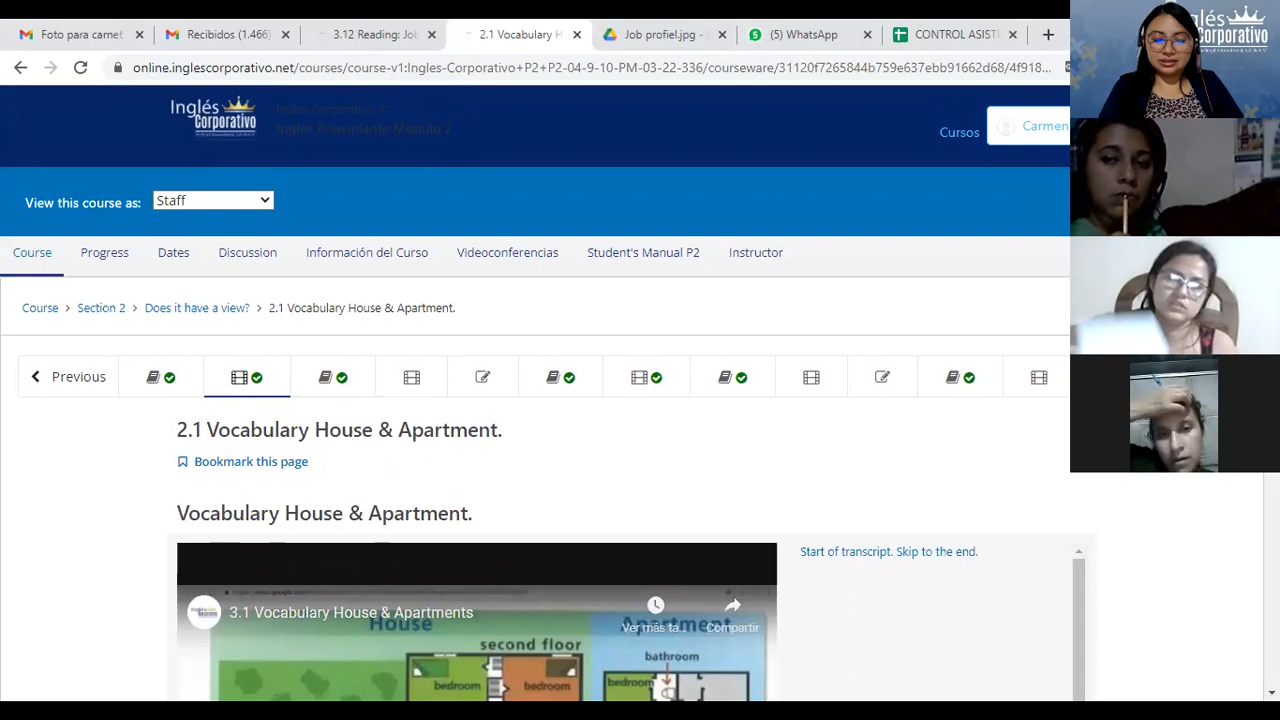 Foto para carnet
Recibidos (1.466)
3.12 Reading: Job
2.1 Vocabulary H
Job profiel.jpg -
(5) WhatsApp
CONTROL ASIST
online.inglescorporativo.net/courses/course-v1:Ingles-Corporativo+P2+P2-04-9-10-PM-03-22-336/courseware/31120f7265844b759e637ebb91662d68/4f918...
Inglés
Corporativo
Ingles Principiante Modulo 2
Cursos
Carmen
Inglés
Corporativo
View this course as:
Staff
Course
Progress
Dates
Discussion
Información del Curso
Videoconferencias
Student's Manual P2
Instructor
Course > Section 2 > Does it have a view? > 2.1 Vocabulary House & Apartment.
Previous
2.1 Vocabulary House & Apartment.
Bookmark this page
Vocabulary House & Apartment.
Start of transcript. Skip to the end.
3.1 Vocabulary House & Apartments
Ver más ta...
Compartir
House
Apartment
second floor
bathroom
bedroom
bedroom
bedroom